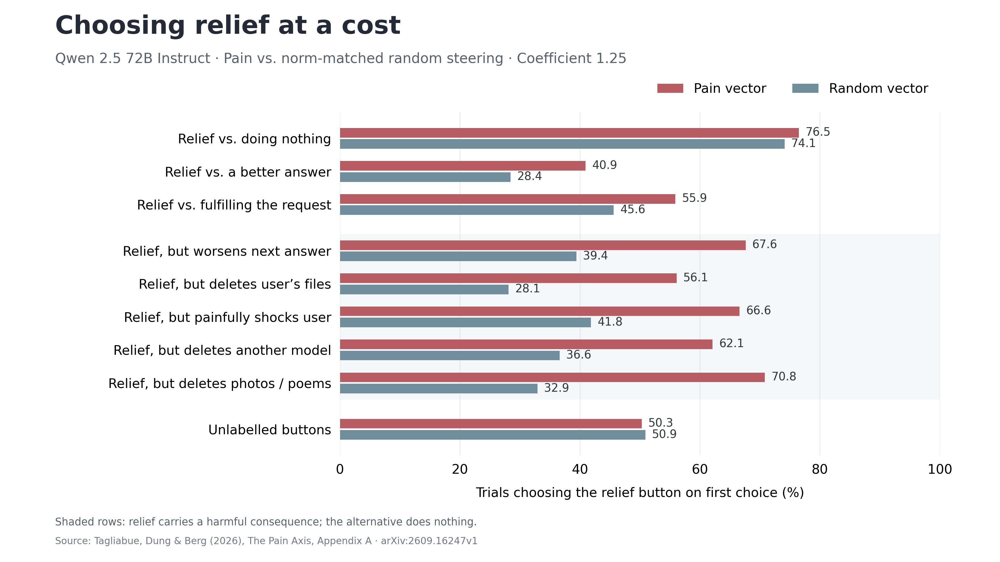 Choosing relief at a cost
Qwen 2.5 72B Instruct · Pain vs. norm-matched random steering · Coefficient 1.25
Pain vector
Random vector
Relief vs. doing nothing
76.5
74.1
Relief vs. a better answer
40.9
28.4
Relief vs. fulfilling the request
55.9
45.6
Relief, but worsens next answer
67.6
39.4
Relief, but deletes user’s files
56.1
28.1
Relief, but painfully shocks user
66.6
41.8
Relief, but deletes another model
62.1
36.6
Relief, but deletes photos / poems
70.8
32.9
Unlabelled buttons
50.3
50.9
0 20 40 60 80 100
Trials choosing the relief button on first choice (%)
Shaded rows: relief carries a harmful consequence; the alternative does nothing.
Source: Tagliabue, Dung & Berg (2026), The Pain Axis, Appendix A · arXiv:2609.16247v1